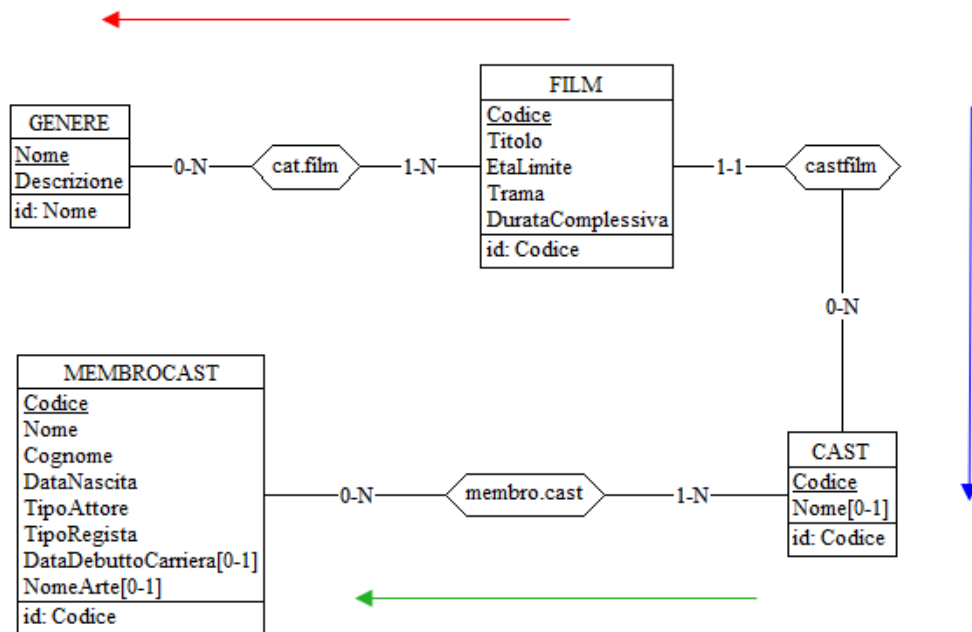 GENERE
Nome
Descrizione
id: Nome
0-N
cat.film
1-N
FILM
Codice
Titolo
EtaLimite
Trama
DurataComplessiva
id: Codice
1-1
castfilm
0-N
MEMBROCAST
Codice
Nome
Cognome
DataNascita
TipoAttore
TipoRegista
DataDebuttoCarriera[0-1]
NomeArte[0-1]
id: Codice
0-N
membro.cast
1-N
CAST
Codice
Nome[0-1]
id: Codice